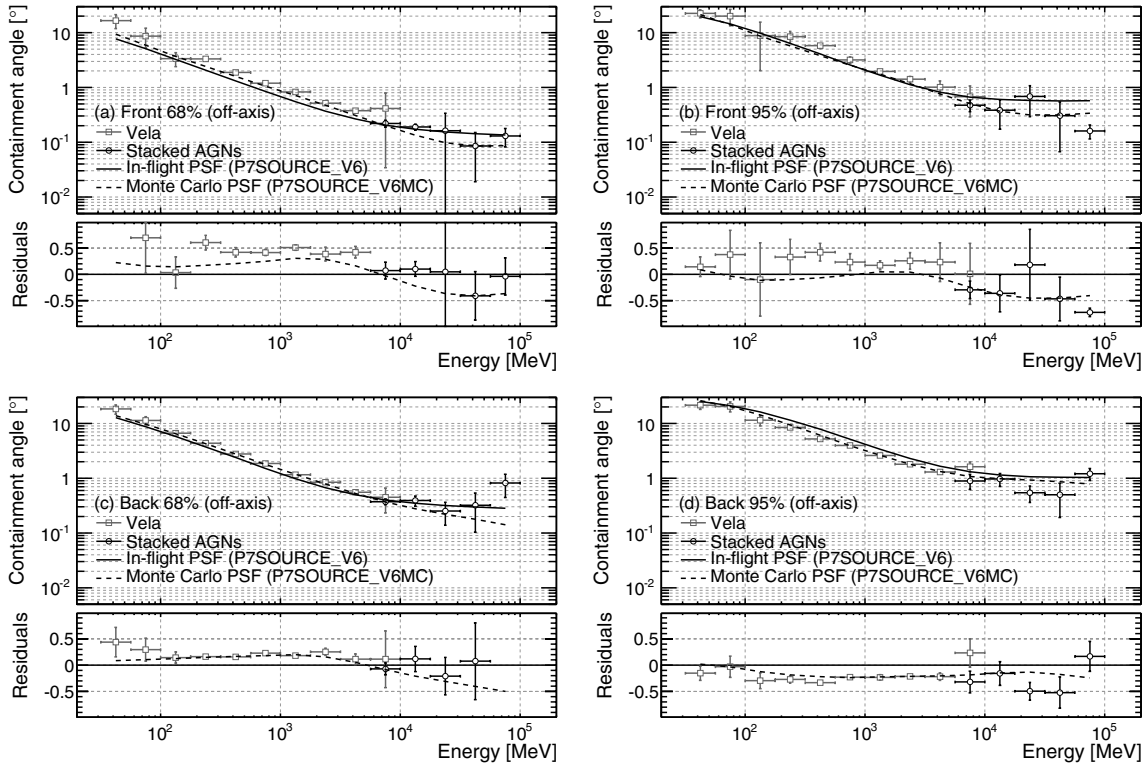 Containment angle [°]
10
1
10⁻¹
10⁻²
(a) Front 68% (off-axis)
Vela
Stacked AGNs
In-flight PSF (P7SOURCE_V6)
Monte Carlo PSF (P7SOURCE_V6MC)
Residuals
0.5
0
-0.5
10² 10³ 10⁴ 10⁵
Energy [MeV]
Containment angle [°]
10
1
10⁻¹
10⁻²
(b) Front 95% (off-axis)
Vela
Stacked AGNs
In-flight PSF (P7SOURCE_V6)
Monte Carlo PSF (P7SOURCE_V6MC)
Residuals
0.5
0
-0.5
10² 10³ 10⁴ 10⁵
Energy [MeV]
Containment angle [°]
10
1
10⁻¹
10⁻²
(c) Back 68% (off-axis)
Vela
Stacked AGNs
In-flight PSF (P7SOURCE_V6)
Monte Carlo PSF (P7SOURCE_V6MC)
Residuals
0.5
0
-0.5
10² 10³ 10⁴ 10⁵
Energy [MeV]
Containment angle [°]
10
1
10⁻¹
10⁻²
(d) Back 95% (off-axis)
Vela
Stacked AGNs
In-flight PSF (P7SOURCE_V6)
Monte Carlo PSF (P7SOURCE_V6MC)
Residuals
0.5
0
-0.5
10² 10³ 10⁴ 10⁵
Energy [MeV]